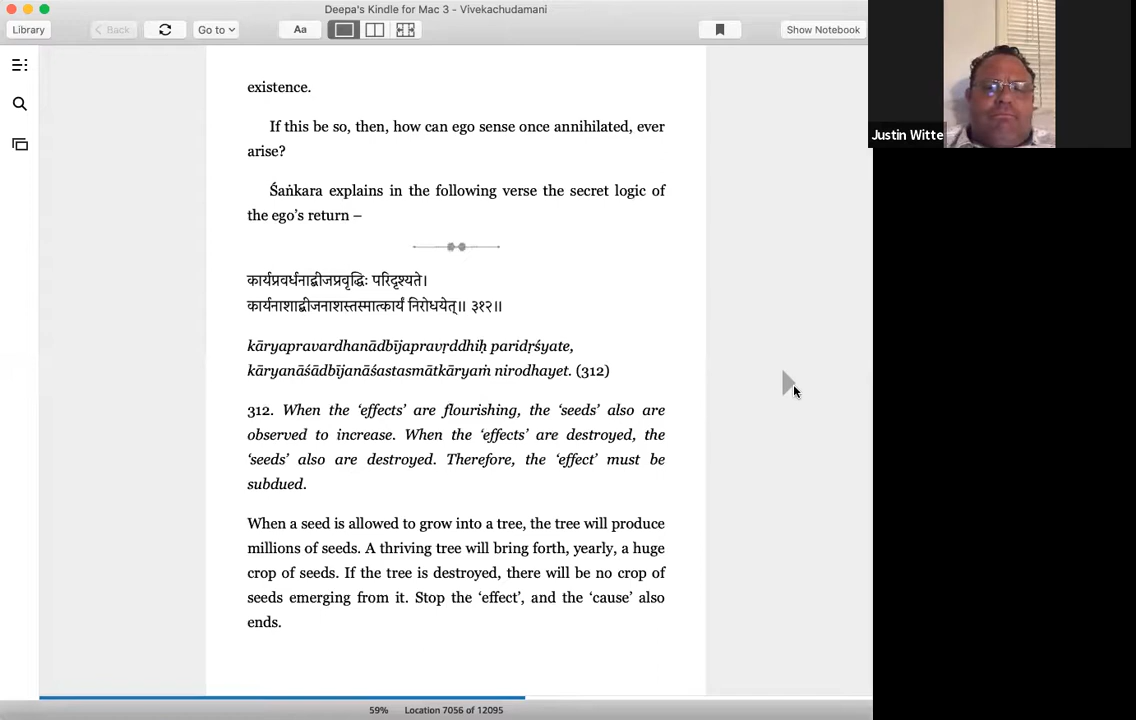 Deepa's Kindle for Mac 3 - Vivekachudamani
Library
Back
Go to
Aa
Show Notebook
existence.
If this be so, then, how can ego sense once annihilated, ever
arise?
Śaṅkara explains in the following verse the secret logic of
the ego's return –
कार्यप्रवर्धनाद्बीजप्रवृद्धिः परिदृश्यते।
कार्यनाशाद्बीजनाशस्तस्मात्कार्यं निरोधयेत्॥ ३१२॥
kāryapravardhanādbījapravṛddhiḥ paridṛśyate,
kāryanāśādbījanāśastasmātkāryaṁ nirodhayet. (312)
312. When the 'effects' are flourishing, the 'seeds' also are
observed to increase. When the 'effects' are destroyed, the
'seeds' also are destroyed. Therefore, the 'effect' must be
subdued.
When a seed is allowed to grow into a tree, the tree will produce
millions of seeds. A thriving tree will bring forth, yearly, a huge
crop of seeds. If the tree is destroyed, there will be no crop of
seeds emerging from it. Stop the 'effect', and the 'cause' also
ends.
59% Location 7056 of 12095
Justin Witte